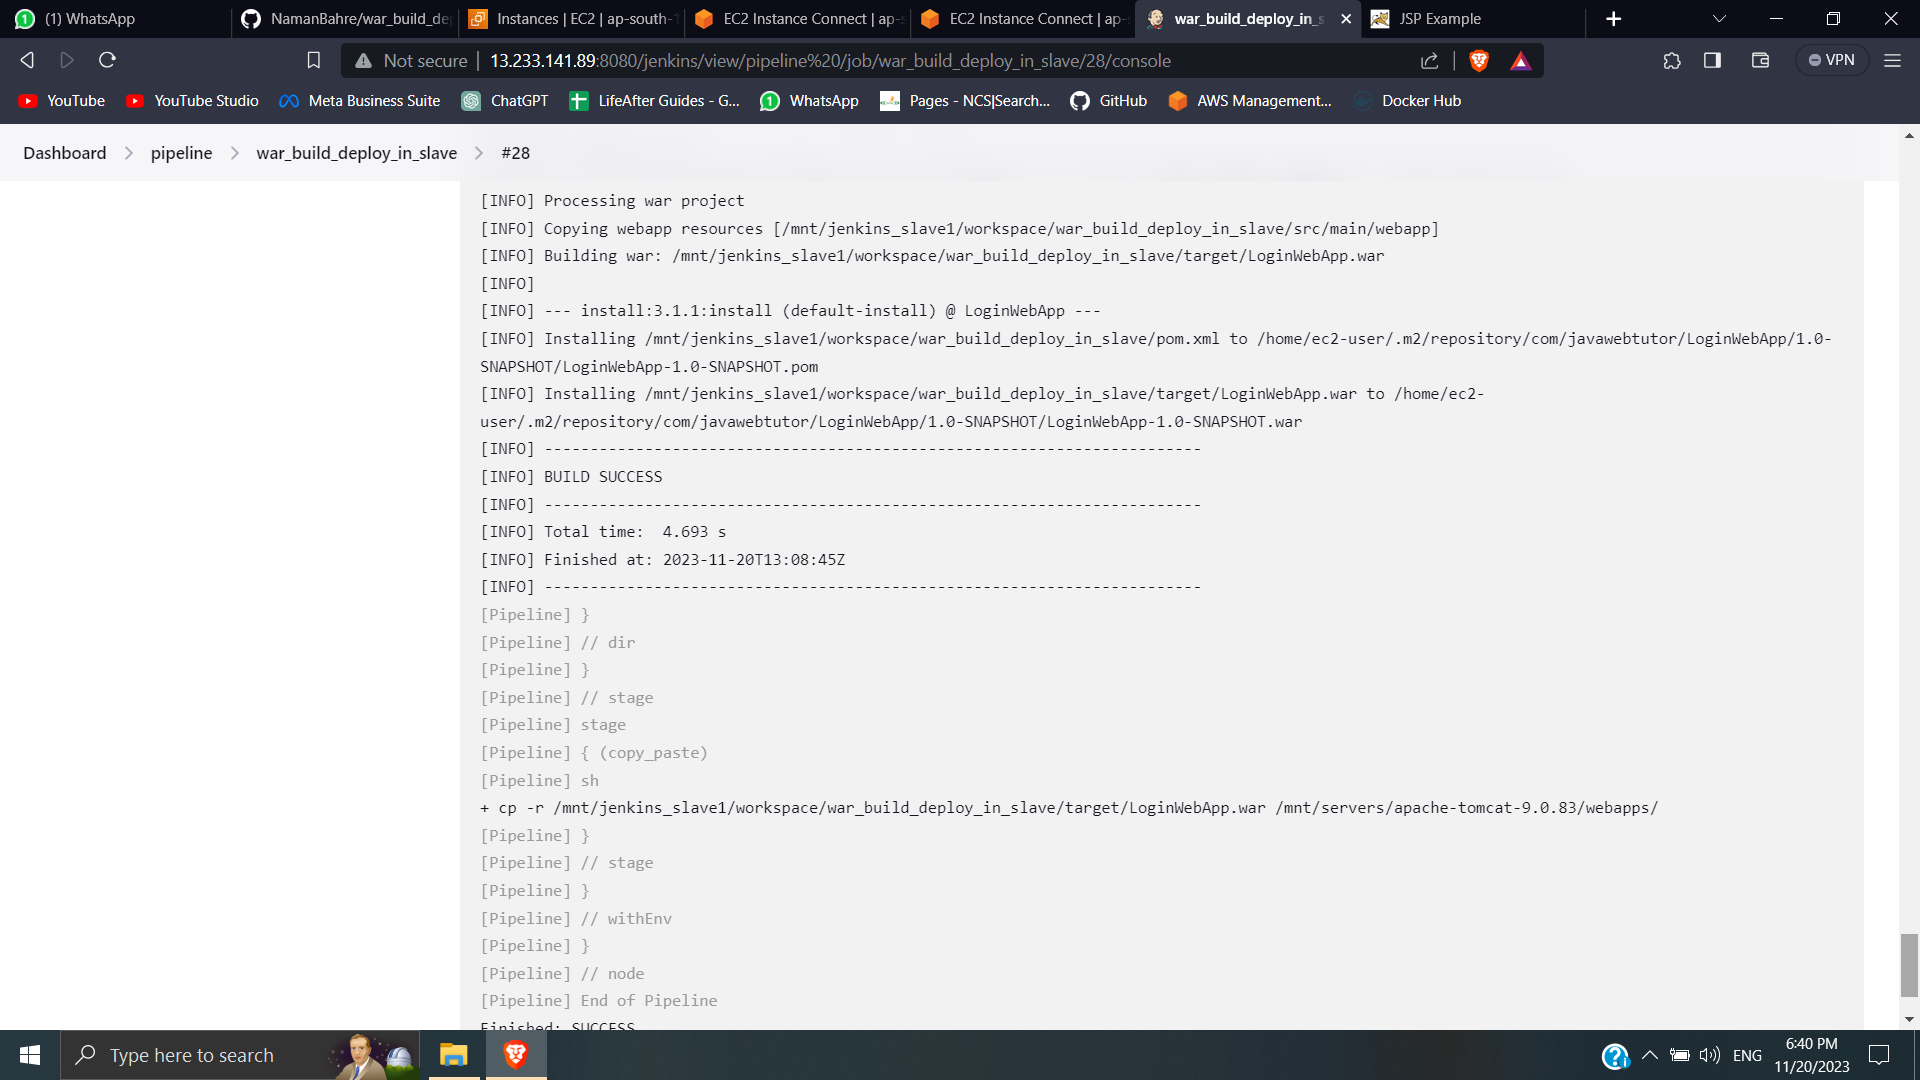 (1) WhatsApp
NamanBahre/war_build_de
Instances | EC2 | ap-south-1
EC2 Instance Connect | ap-s
EC2 Instance Connect | ap-
war_build_deploy_in_s
JSP Example
Not secure
13.233.141.89:8080/jenkins/view/pipeline%20/job/war_build_deploy_in_slave/28/console
VPN
YouTube
YouTube Studio
Meta Business Suite
ChatGPT
LifeAfter Guides - G...
WhatsApp
Pages - NCS|Search...
GitHub
AWS Management...
Docker Hub
Dashboard
pipeline
war_build_deploy_in_slave
#28
[INFO] Processing war project
[INFO] Copying webapp resources [/mnt/jenkins_slave1/workspace/war_build_deploy_in_slave/src/main/webapp]
[INFO] Building war: /mnt/jenkins_slave1/workspace/war_build_deploy_in_slave/target/LoginWebApp.war
[INFO]
[INFO] --- install:3.1.1:install (default-install) @ LoginWebApp ---
[INFO] Installing /mnt/jenkins_slave1/workspace/war_build_deploy_in_slave/pom.xml to /home/ec2-user/.m2/repository/com/javawebtutor/LoginWebApp/1.0-
SNAPSHOT/LoginWebApp-1.0-SNAPSHOT.pom
[INFO] Installing /mnt/jenkins_slave1/workspace/war_build_deploy_in_slave/target/LoginWebApp.war to /home/ec2-
user/.m2/repository/com/javawebtutor/LoginWebApp/1.0-SNAPSHOT/LoginWebApp-1.0-SNAPSHOT.war
[INFO] ------------------------------------------------------------------------
[INFO] BUILD SUCCESS
[INFO] ------------------------------------------------------------------------
[INFO] Total time:  4.693 s
[INFO] Finished at: 2023-11-20T13:08:45Z
[INFO] ------------------------------------------------------------------------
[Pipeline] }
[Pipeline] // dir
[Pipeline] }
[Pipeline] // stage
[Pipeline] stage
[Pipeline] { (copy_paste)
[Pipeline] sh
+ cp -r /mnt/jenkins_slave1/workspace/war_build_deploy_in_slave/target/LoginWebApp.war /mnt/servers/apache-tomcat-9.0.83/webapps/
[Pipeline] }
[Pipeline] // stage
[Pipeline] }
[Pipeline] // withEnv
[Pipeline] }
[Pipeline] // node
[Pipeline] End of Pipeline
Finished: SUCCESS
Type here to search
ENG
6:40 PM
11/20/2023